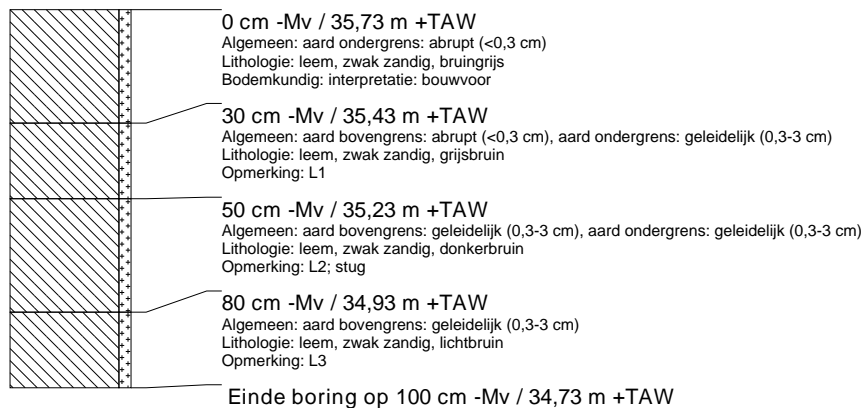 0 cm -Mv / 35,73 m +TAW
Algemeen: aard ondergrens: abrupt (<0,3 cm)
Lithologie: leem, zwak zandig, bruingrijs
Bodemkundig: interpretatie: bouwvoor
30 cm -Mv / 35,43 m +TAW
Algemeen: aard bovengrens: abrupt (<0,3 cm), aard ondergrens: geleidelijk (0,3-3 cm)
Lithologie: leem, zwak zandig, grijsbruin
Opmerking: L1
50 cm -Mv / 35,23 m +TAW
Algemeen: aard bovengrens: geleidelijk (0,3-3 cm), aard ondergrens: geleidelijk (0,3-3 cm)
Lithologie: leem, zwak zandig, donkerbruin
Opmerking: L2; stug
80 cm -Mv / 34,93 m +TAW
Algemeen: aard bovengrens: geleidelijk (0,3-3 cm)
Lithologie: leem, zwak zandig, lichtbruin
Opmerking: L3
Einde boring op 100 cm -Mv / 34,73 m +TAW